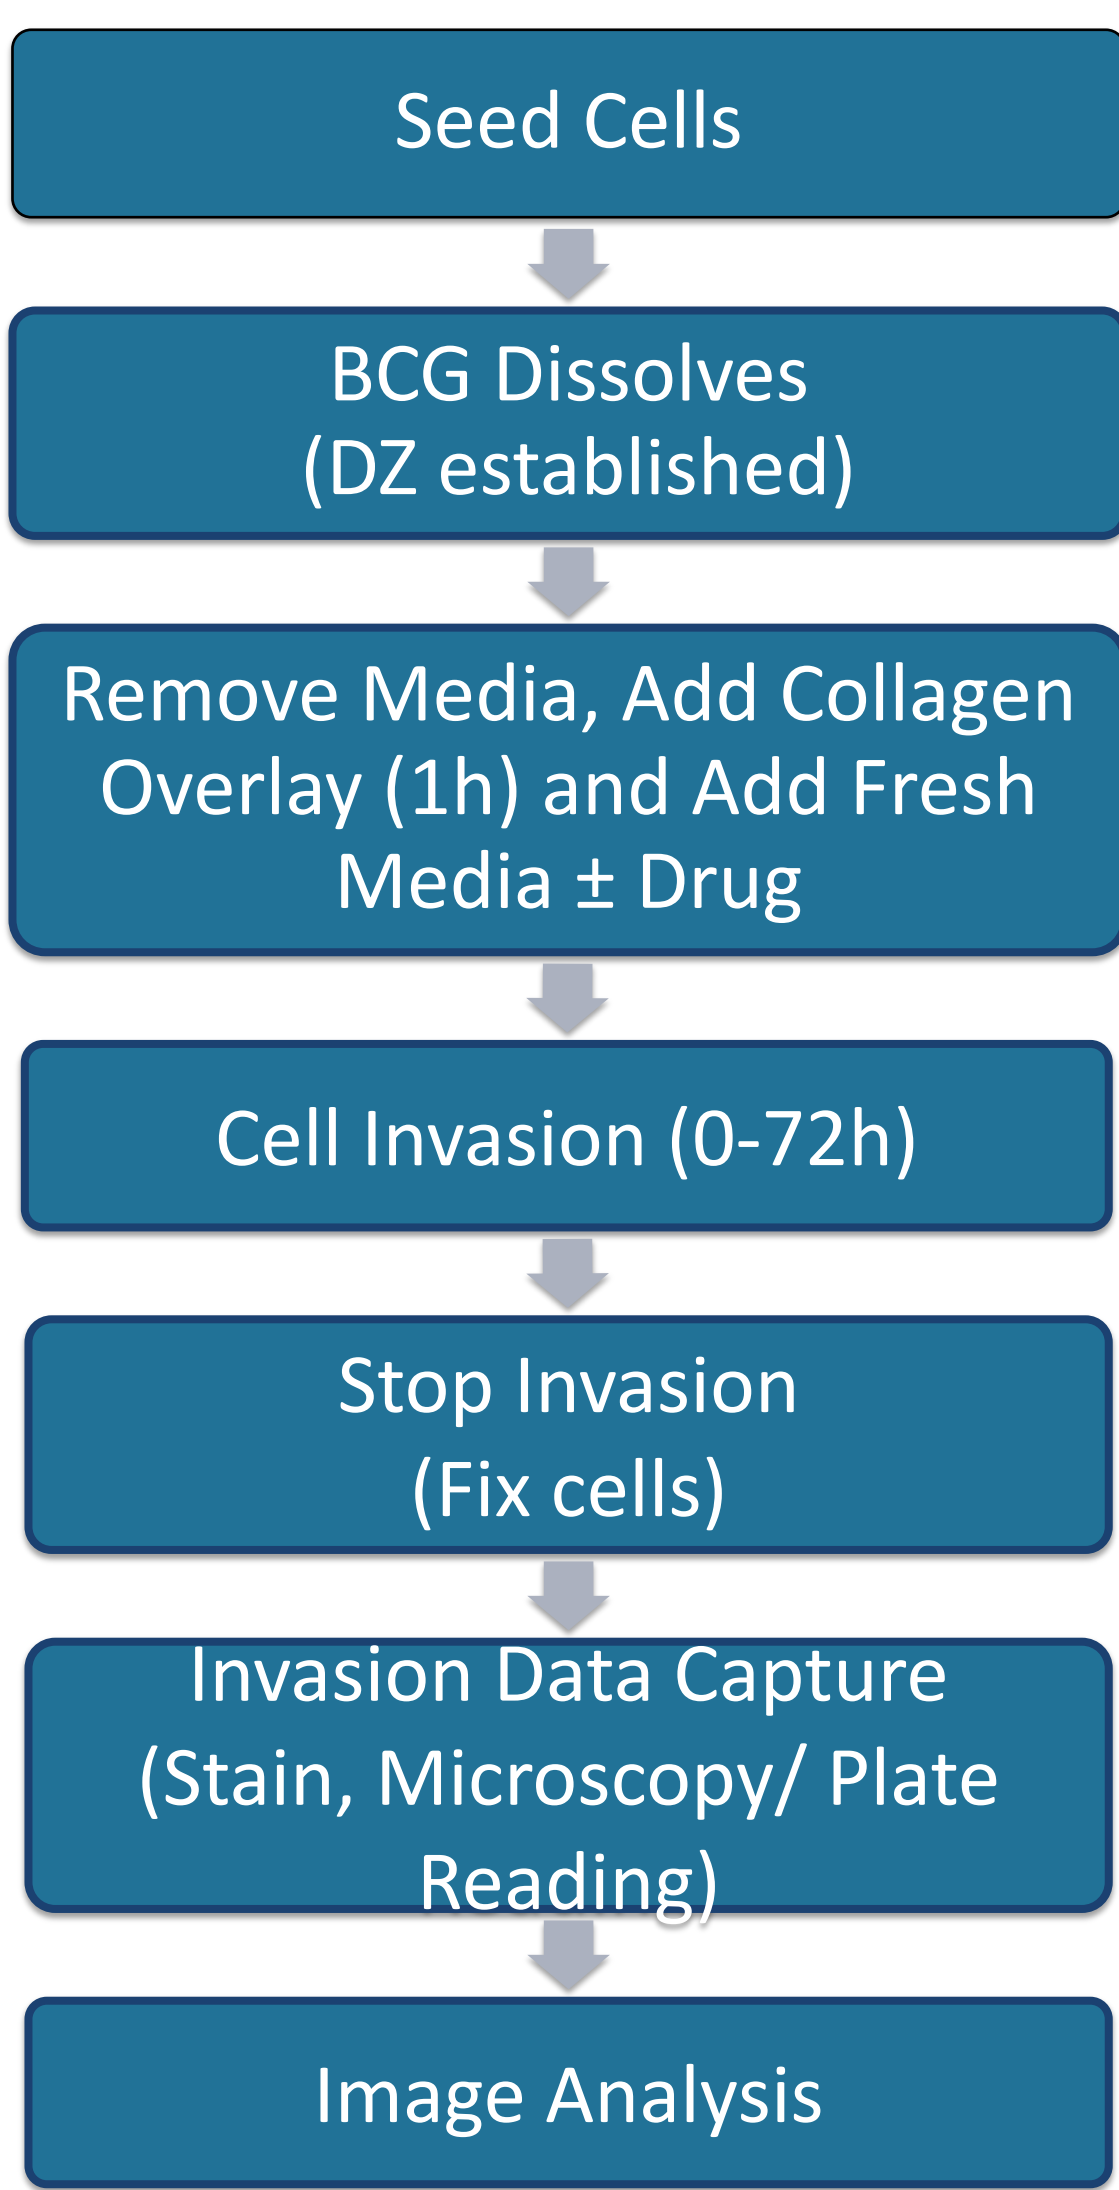 Seed Cells
BCG Dissolves
(DZ established)
Remove Media, Add Collagen
Overlay (1h) and Add Fresh
Media ± Drug
Cell Invasion (0-72h)
Stop Invasion
(Fix cells)
Invasion Data Capture
(Stain, Microscopy/ Plate
Reading)
Image Analysis